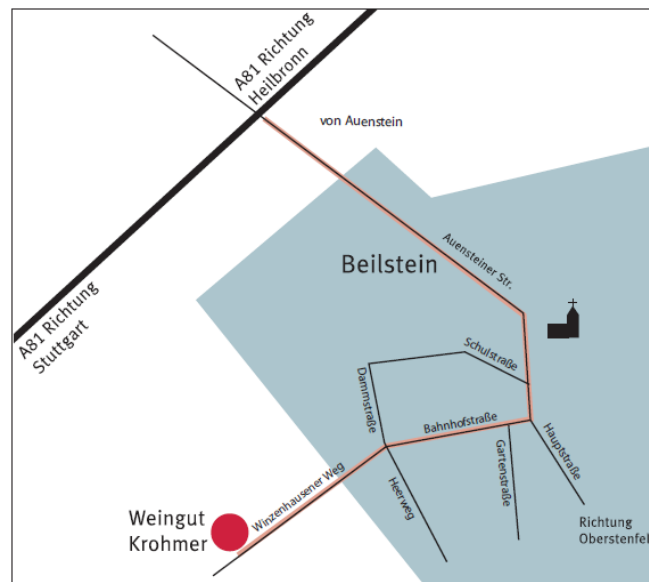 A81 Richtung
Heilbronn
von Auenstein
Auensteiner Str.
Beilstein
A81 Richtung
Stuttgart
Schulstraße
Dammstraße
Bahnhofstraße
Hauptstraße
Gartenstraße
Heerweg
Winzenhausener Weg
Weingut
Krohmer
Richtung
Oberstenfel